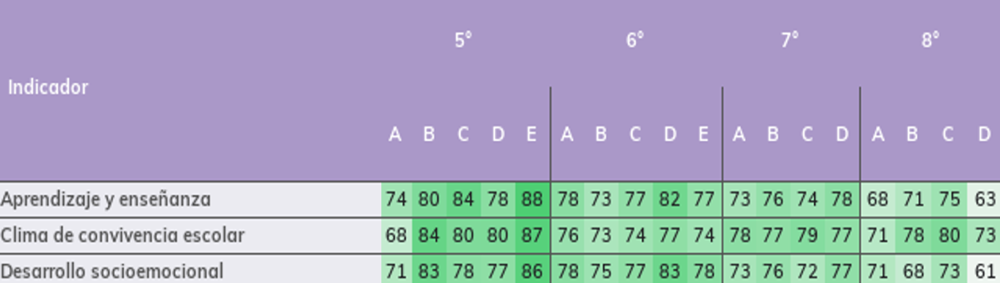 5° 6° 7° 8°
Indicador
A B C D E A B C D E A B C D A B C D
Aprendizaje y enseñanza 74 80 84 78 88 78 73 77 82 77 73 76 74 78 68 71 75 63
Clima de convivencia escolar 68 84 80 80 87 76 73 74 77 74 78 77 79 77 71 78 80 73
Desarrollo socioemocional 71 83 78 77 86 78 75 77 83 78 73 76 72 77 71 68 73 61